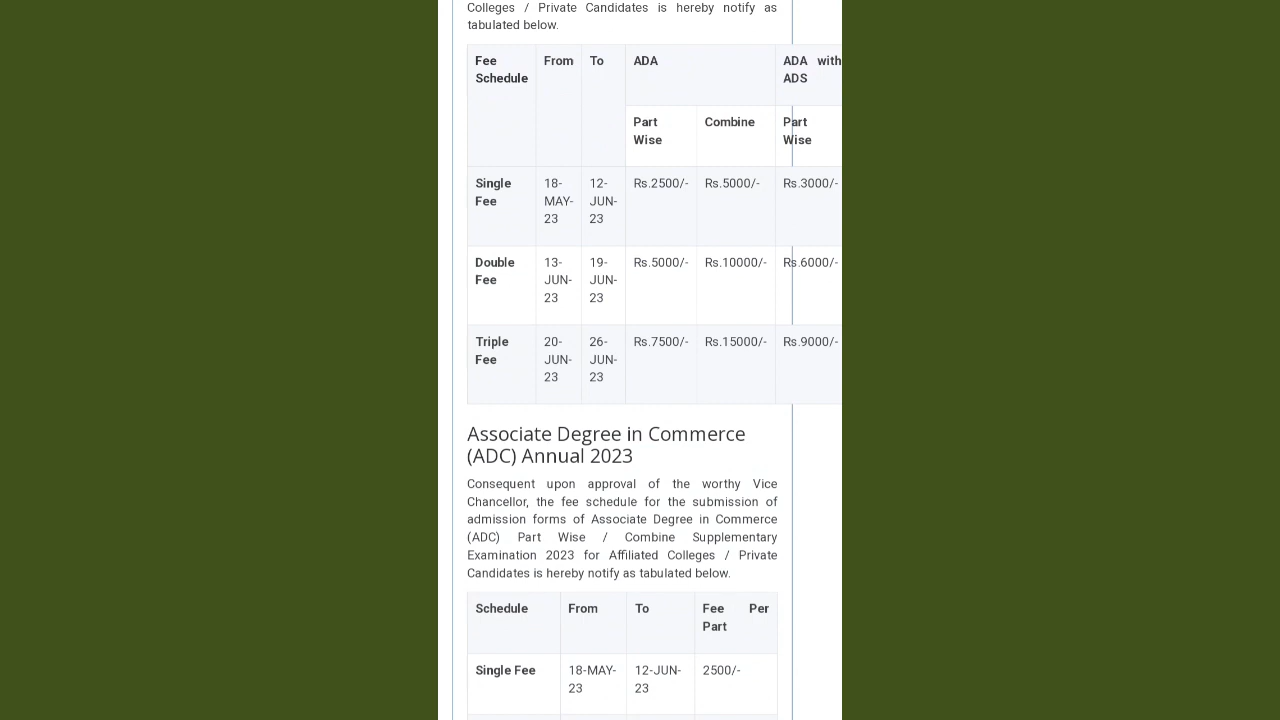 Colleges / Private Candidates is hereby notify as
tabulated below.
Fee Schedule From To ADA ADA with ADS
Part Wise Combine Part Wise
Single Fee 18-MAY-23 12-JUN-23 Rs.2500/- Rs.5000/- Rs.3000/-
Double Fee 13-JUN-23 19-JUN-23 Rs.5000/- Rs.10000/- Rs.6000/-
Triple Fee 20-JUN-23 26-JUN-23 Rs.7500/- Rs.15000/- Rs.9000/-
Associate Degree in Commerce
(ADC) Annual 2023
Consequent upon approval of the worthy Vice
Chancellor, the fee schedule for the submission of
admission forms of Associate Degree in Commerce
(ADC) Part Wise / Combine Supplementary
Examination 2023 for Affiliated Colleges / Private
Candidates is hereby notify as tabulated below.
Schedule From To Fee Per Part
Single Fee 18-MAY-23 12-JUN-23 2500/-